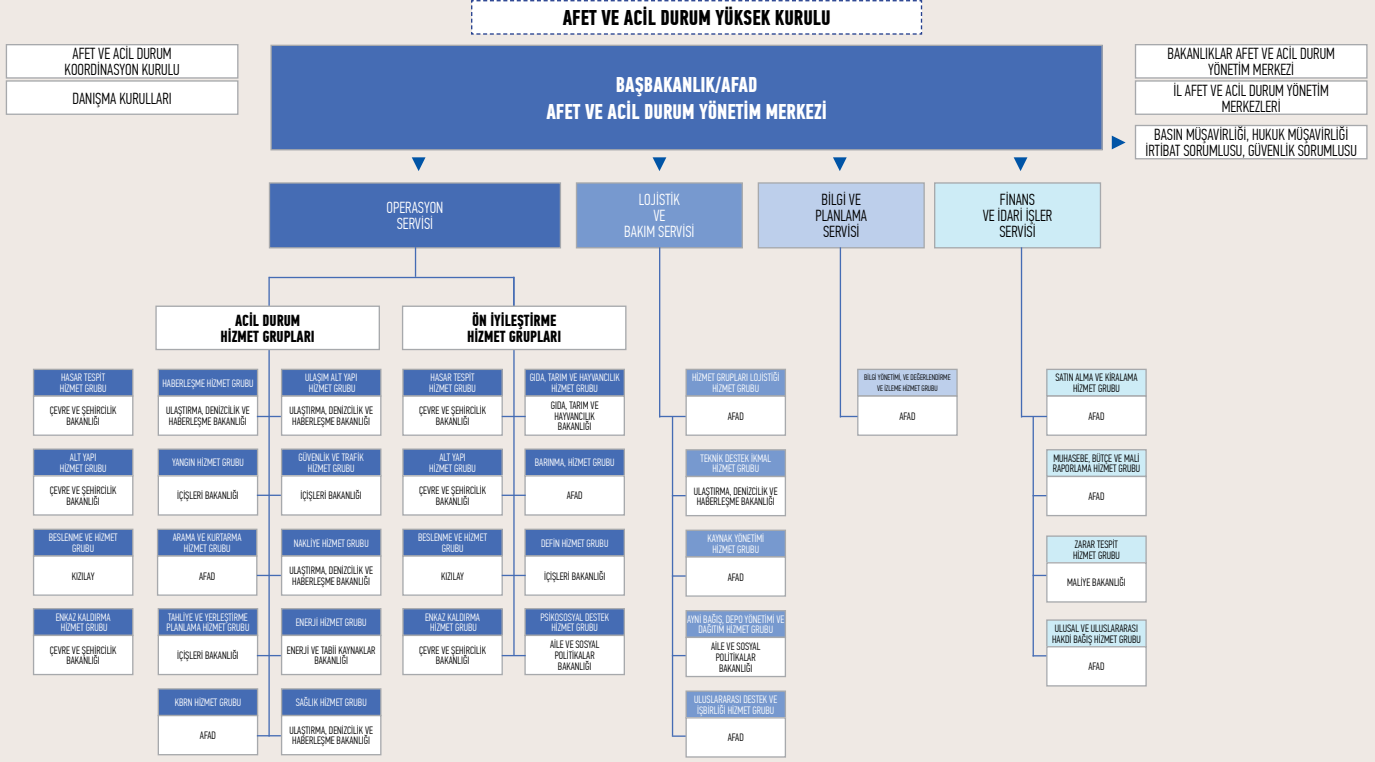 AFET VE ACİL DURUM YÜKSEK KURULU
AFET VE ACİL DURUM
KOORDİNASYON KURULU
DANIŞMA KURULLARI
BAŞBAKANLIK/AFAD
AFET VE ACİL DURUM YÖNETİM MERKEZİ
BAKANLIKLAR AFET VE ACİL DURUM
YÖNETİM MERKEZİ
İL AFET VE ACİL DURUM YÖNETİM
MERKEZLERİ
BASIN MÜŞAVİRLİĞİ, HUKUK MÜŞAVİRLİĞİ
İRTİBAT SORUMLUSU, GÜVENLİK SORUMLUSU
OPERASYON
SERVİSİ
LOJİSTİK
VE
BAKIM SERVİSİ
BİLGİ VE
PLANLAMA
SERVİSİ
FİNANS
VE İDARİ İŞLER
SERVİSİ
ACİL DURUM
HİZMET GRUPLARI
ÖN İYİLEŞTİRME
HİZMET GRUPLARI
HASAR TESPİT
HİZMET GRUBU
ÇEVRE VE ŞEHİRCİLİK
BAKANLIĞI
ALT YAPI
HİZMET GRUBU
ÇEVRE VE ŞEHİRCİLİK
BAKANLIĞI
BESLENME VE HİZMET
GRUBU
KIZILAY
ENKAZ KALDIRMA
HİZMET GRUBU
ÇEVRE VE ŞEHİRCİLİK
BAKANLIĞI
HABERLEŞME HİZMET GRUBU
ULAŞTIRMA, DENİZCİLİK VE
HABERLEŞME BAKANLIĞI
YANGIN HİZMET GRUBU
İÇİŞLERİ BAKANLIĞI
ARAMA VE KURTARMA
HİZMET GRUBU
AFAD
TAHLİYE VE YERLEŞTİRME
PLANLAMA HİZMET GRUBU
İÇİŞLERİ BAKANLIĞI
KBRN HİZMET GRUBU
AFAD
ULAŞIM ALT YAPI
HİZMET GRUBU
ULAŞTIRMA, DENİZCİLİK VE
HABERLEŞME BAKANLIĞI
GÜVENLİK VE TRAFİK
HİZMET GRUBU
İÇİŞLERİ BAKANLIĞI
NAKLİYE HİZMET GRUBU
ULAŞTIRMA, DENİZCİLİK VE
HABERLEŞME BAKANLIĞI
ENERJİ HİZMET GRUBU
ENERJİ VE TABİİ KAYNAKLAR
BAKANLIĞI
SAĞLIK HİZMET GRUBU
ULAŞTIRMA, DENİZCİLİK VE
HABERLEŞME BAKANLIĞI
HASAR TESPİT
HİZMET GRUBU
ÇEVRE VE ŞEHİRCİLİK
BAKANLIĞI
ALT YAPI
HİZMET GRUBU
ÇEVRE VE ŞEHİRCİLİK
BAKANLIĞI
BESLENME VE HİZMET
GRUBU
KIZILAY
ENKAZ KALDIRMA
HİZMET GRUBU
ÇEVRE VE ŞEHİRCİLİK
BAKANLIĞI
GIDA, TARIM VE HAYVANCILIK
HİZMET GRUBU
GIDA, TARIM VE
HAYVANCILIK
BAKANLIĞI
BARINMA, HİZMET GRUBU
AFAD
DEFİN HİZMET GRUBU
İÇİŞLERİ BAKANLIĞI
PSİKOSOSYAL DESTEK
HİZMET GRUBU
AİLE VE SOSYAL
POLİTİKALAR
BAKANLIĞI
HİZMET GRUPLARI LOJİSTİĞİ
HİZMET GRUBU
AFAD
TEKNİK DESTEK İKMAL
HİZMET GRUBU
ULAŞTIRMA, DENİZCİLİK VE
HABERLEŞME BAKANLIĞI
KAYNAK YÖNETİMİ
HİZMET GRUBU
AFAD
AYNİ BAĞIŞ, DEPO YÖNETİMİ VE
DAĞITIM HİZMET GRUBU
AİLE VE SOSYAL
POLİTİKALAR
BAKANLIĞI
ULUSLARARASI DESTEK VE
İŞBİRLİĞİ HİZMET GRUBU
AFAD
BİLGİ YÖNETİMİ, VE DEĞERLENDİRME
VE İZLEME HİZMET GRUBU
AFAD
SATIN ALMA VE KİRALAMA
HİZMET GRUBU
AFAD
MUHASEBE, BÜTÇE VE MALİ
RAPORLAMA HİZMET GRUBU
AFAD
ZARAR TESPİT
HİZMET GRUBU
MALİYE BAKANLIĞI
ULUSAL VE ULUSLARARASI
HAKDİ BAĞIŞ HİZMET GRUBU
AFAD